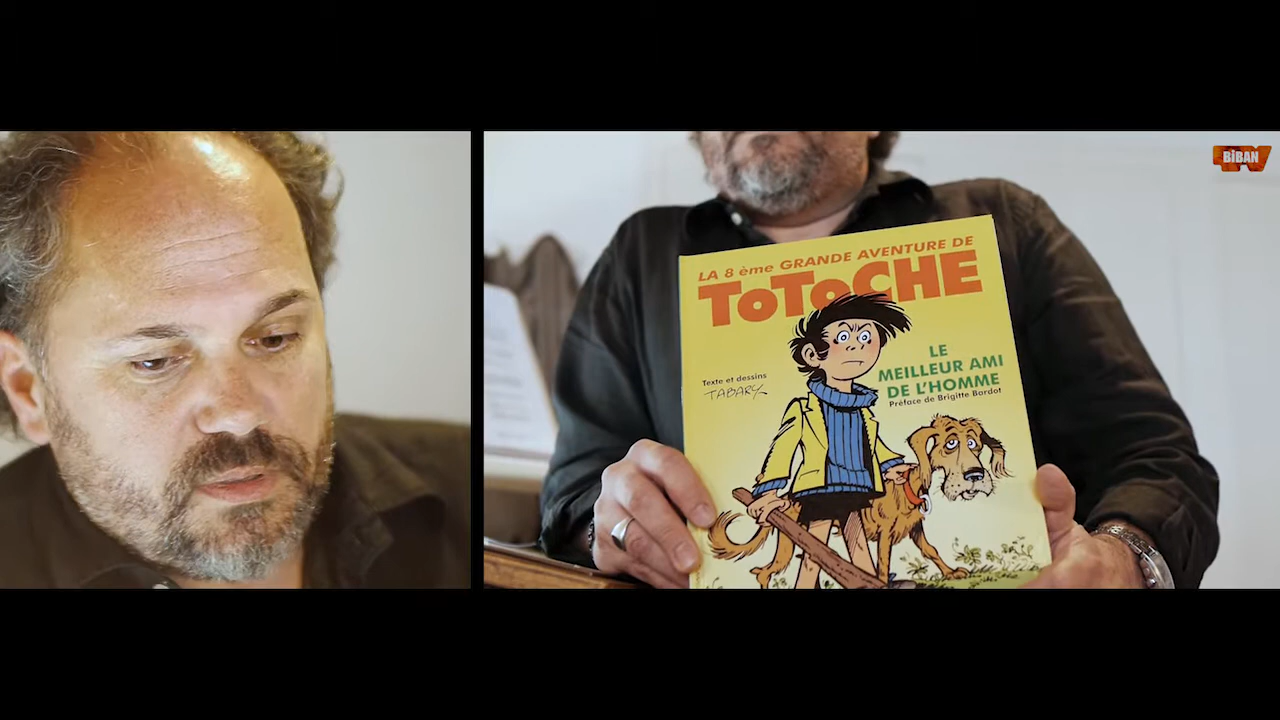 BiBAN
TV
LA 8 ème GRANDE AVENTURE DE
ToToCHE
LE
MEILLEUR AMI
DE L'HOMME
Préface de Brigitte Bardot
Texte et dessins
TABARY